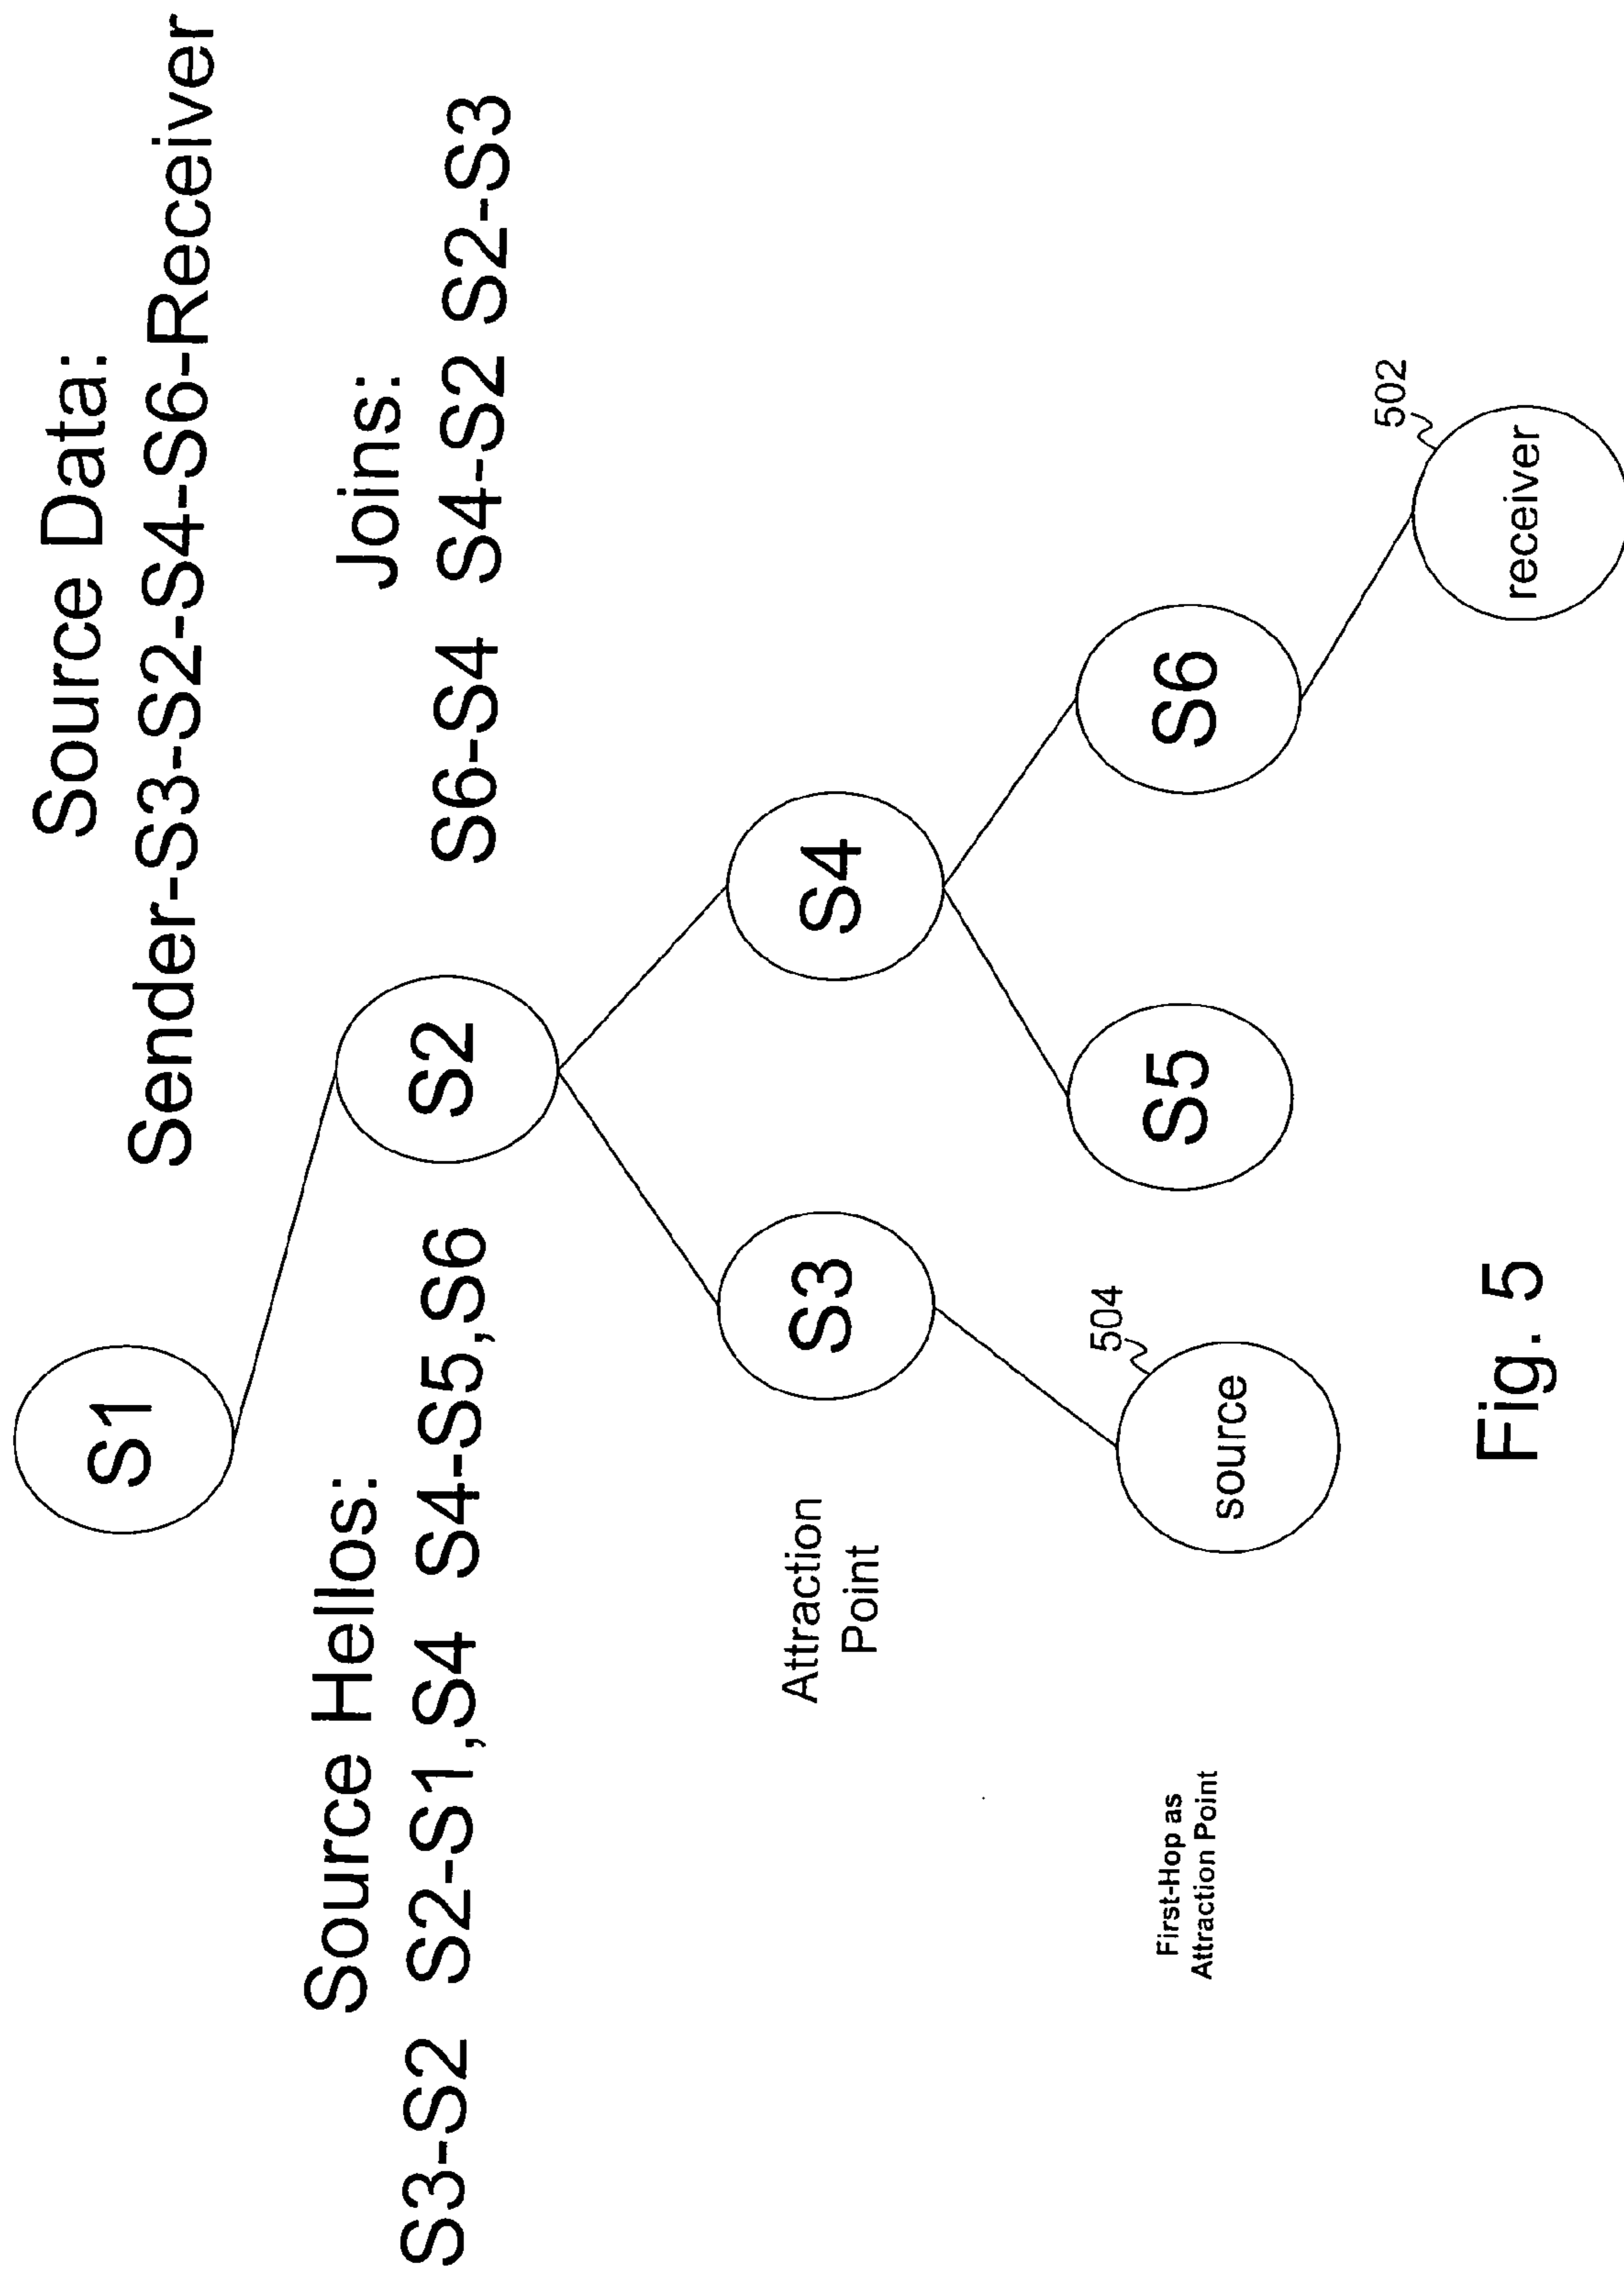 Source Data:
Sender-S3-S2-S4-S6-Receiver
S1
Source Hellos:
S3-S2 S2-S1,S4 S4-S5,S6
Joins:
S6-S4 S4-S2 S2-S3
S2
Attraction
Point
S3
S4
504
source
S5
S6
502
receiver
First-Hop as
Attraction Point
Fig. 5